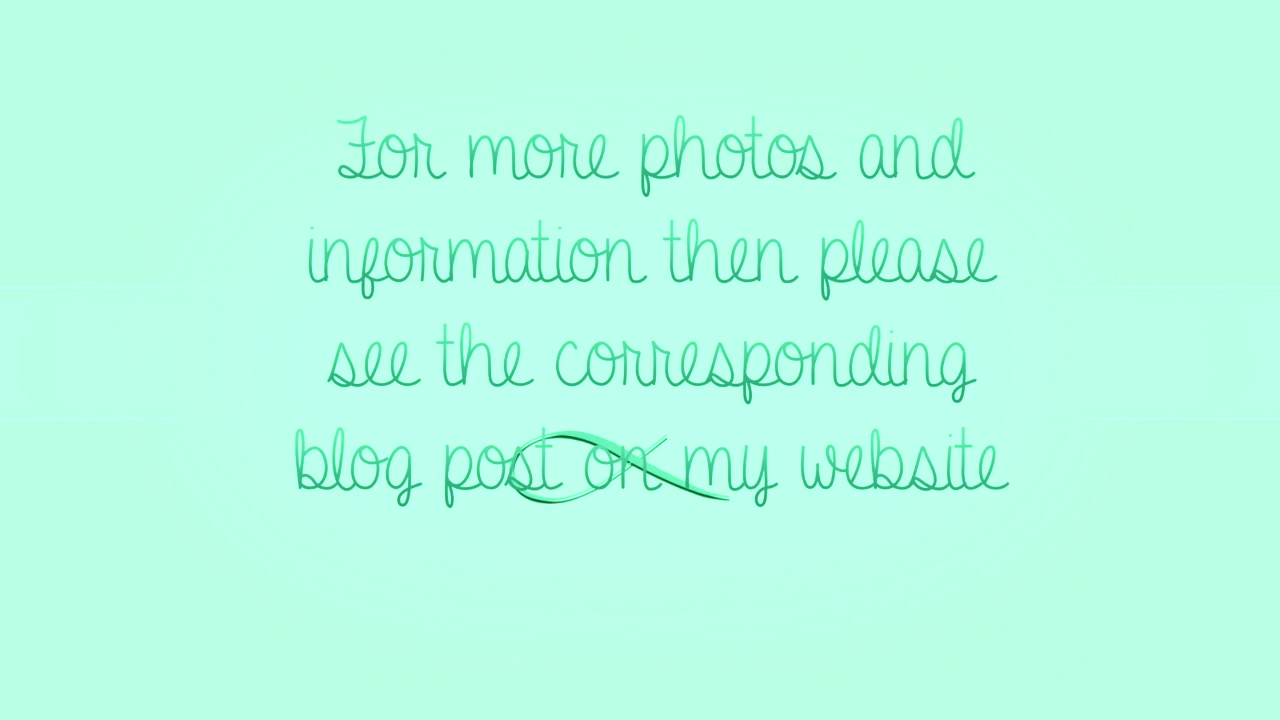 For more photos and
information then please
see the corresponding
blog post on my website